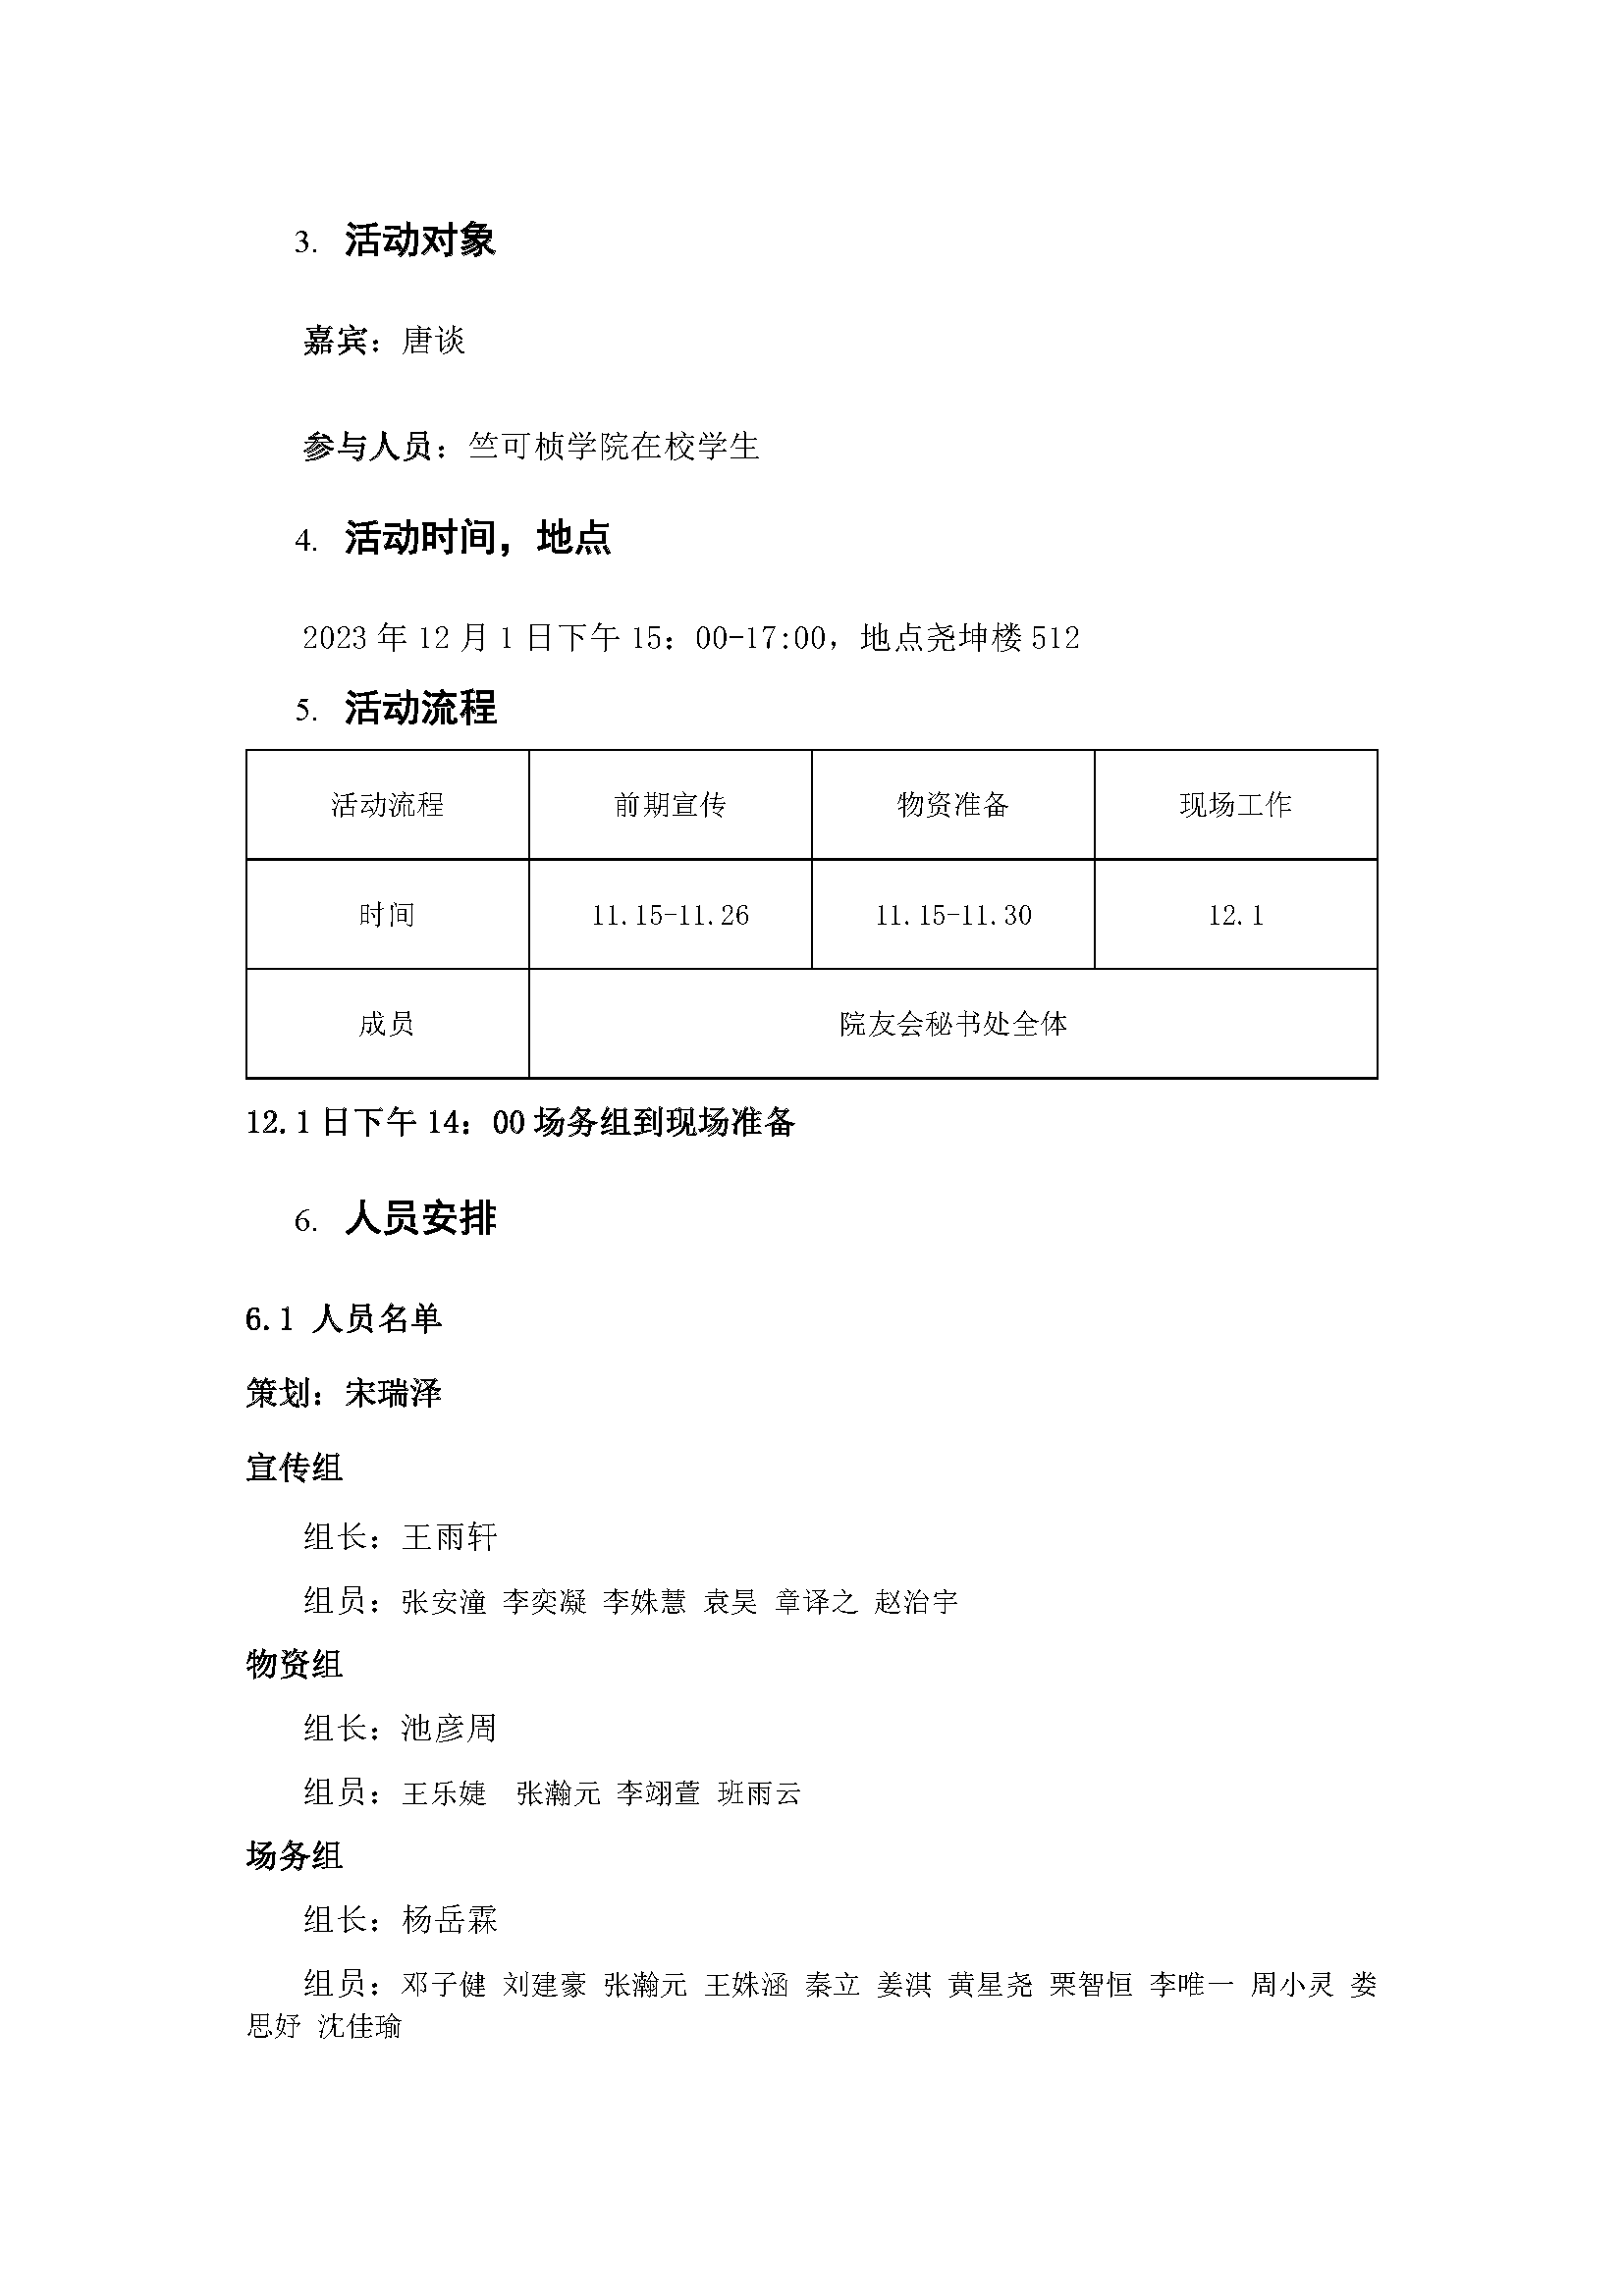 3. 活动对象
嘉宾：唐谈
参与人员：竺可桢学院在校学生
4. 活动时间，地点
2023 年 12 月 1 日下午 15：00-17:00，地点尧坤楼 512
5. 活动流程
活动流程 前期宣传 物资准备 现场工作
时间 11.15-11.26 11.15-11.30 12.1
成员 院友会秘书处全体
12.1 日下午 14：00 场务组到现场准备
6. 人员安排
6.1 人员名单
策划：宋瑞泽
宣传组
组长：王雨轩
组员：张安潼 李奕凝 李姝慧 袁昊 章译之 赵治宇
物资组
组长：池彦周
组员：王乐婕 张瀚元 李翊萱 班雨云
场务组
组长：杨岳霖
组员：邓子健 刘建豪 张瀚元 王姝涵 秦立 姜淇 黄星尧 栗智恒 李唯一 周小灵 娄
思妤 沈佳瑜